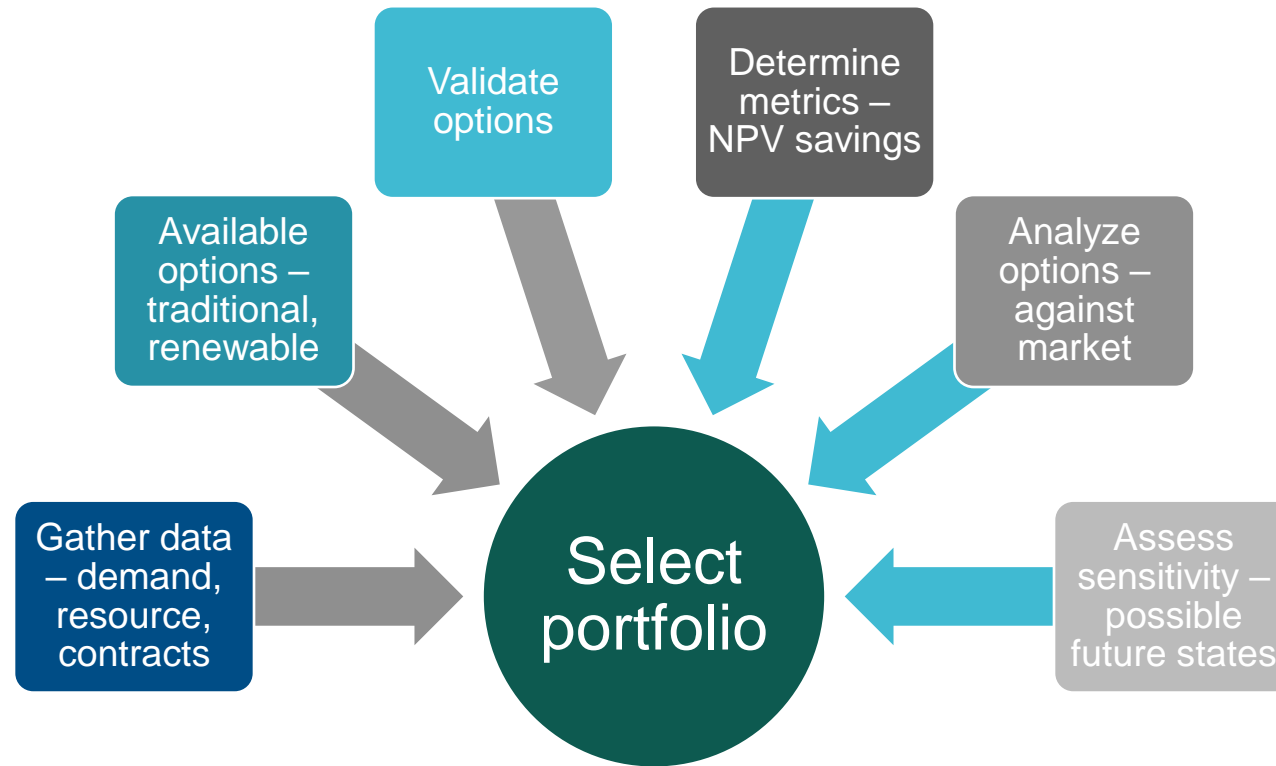 Gather data
– demand,
resource,
contracts
Available
options –
traditional,
renewable
Validate
options
Determine
metrics –
NPV savings
Analyze
options –
against
market
Assess
sensitivity –
possible
future states
Select
portfolio